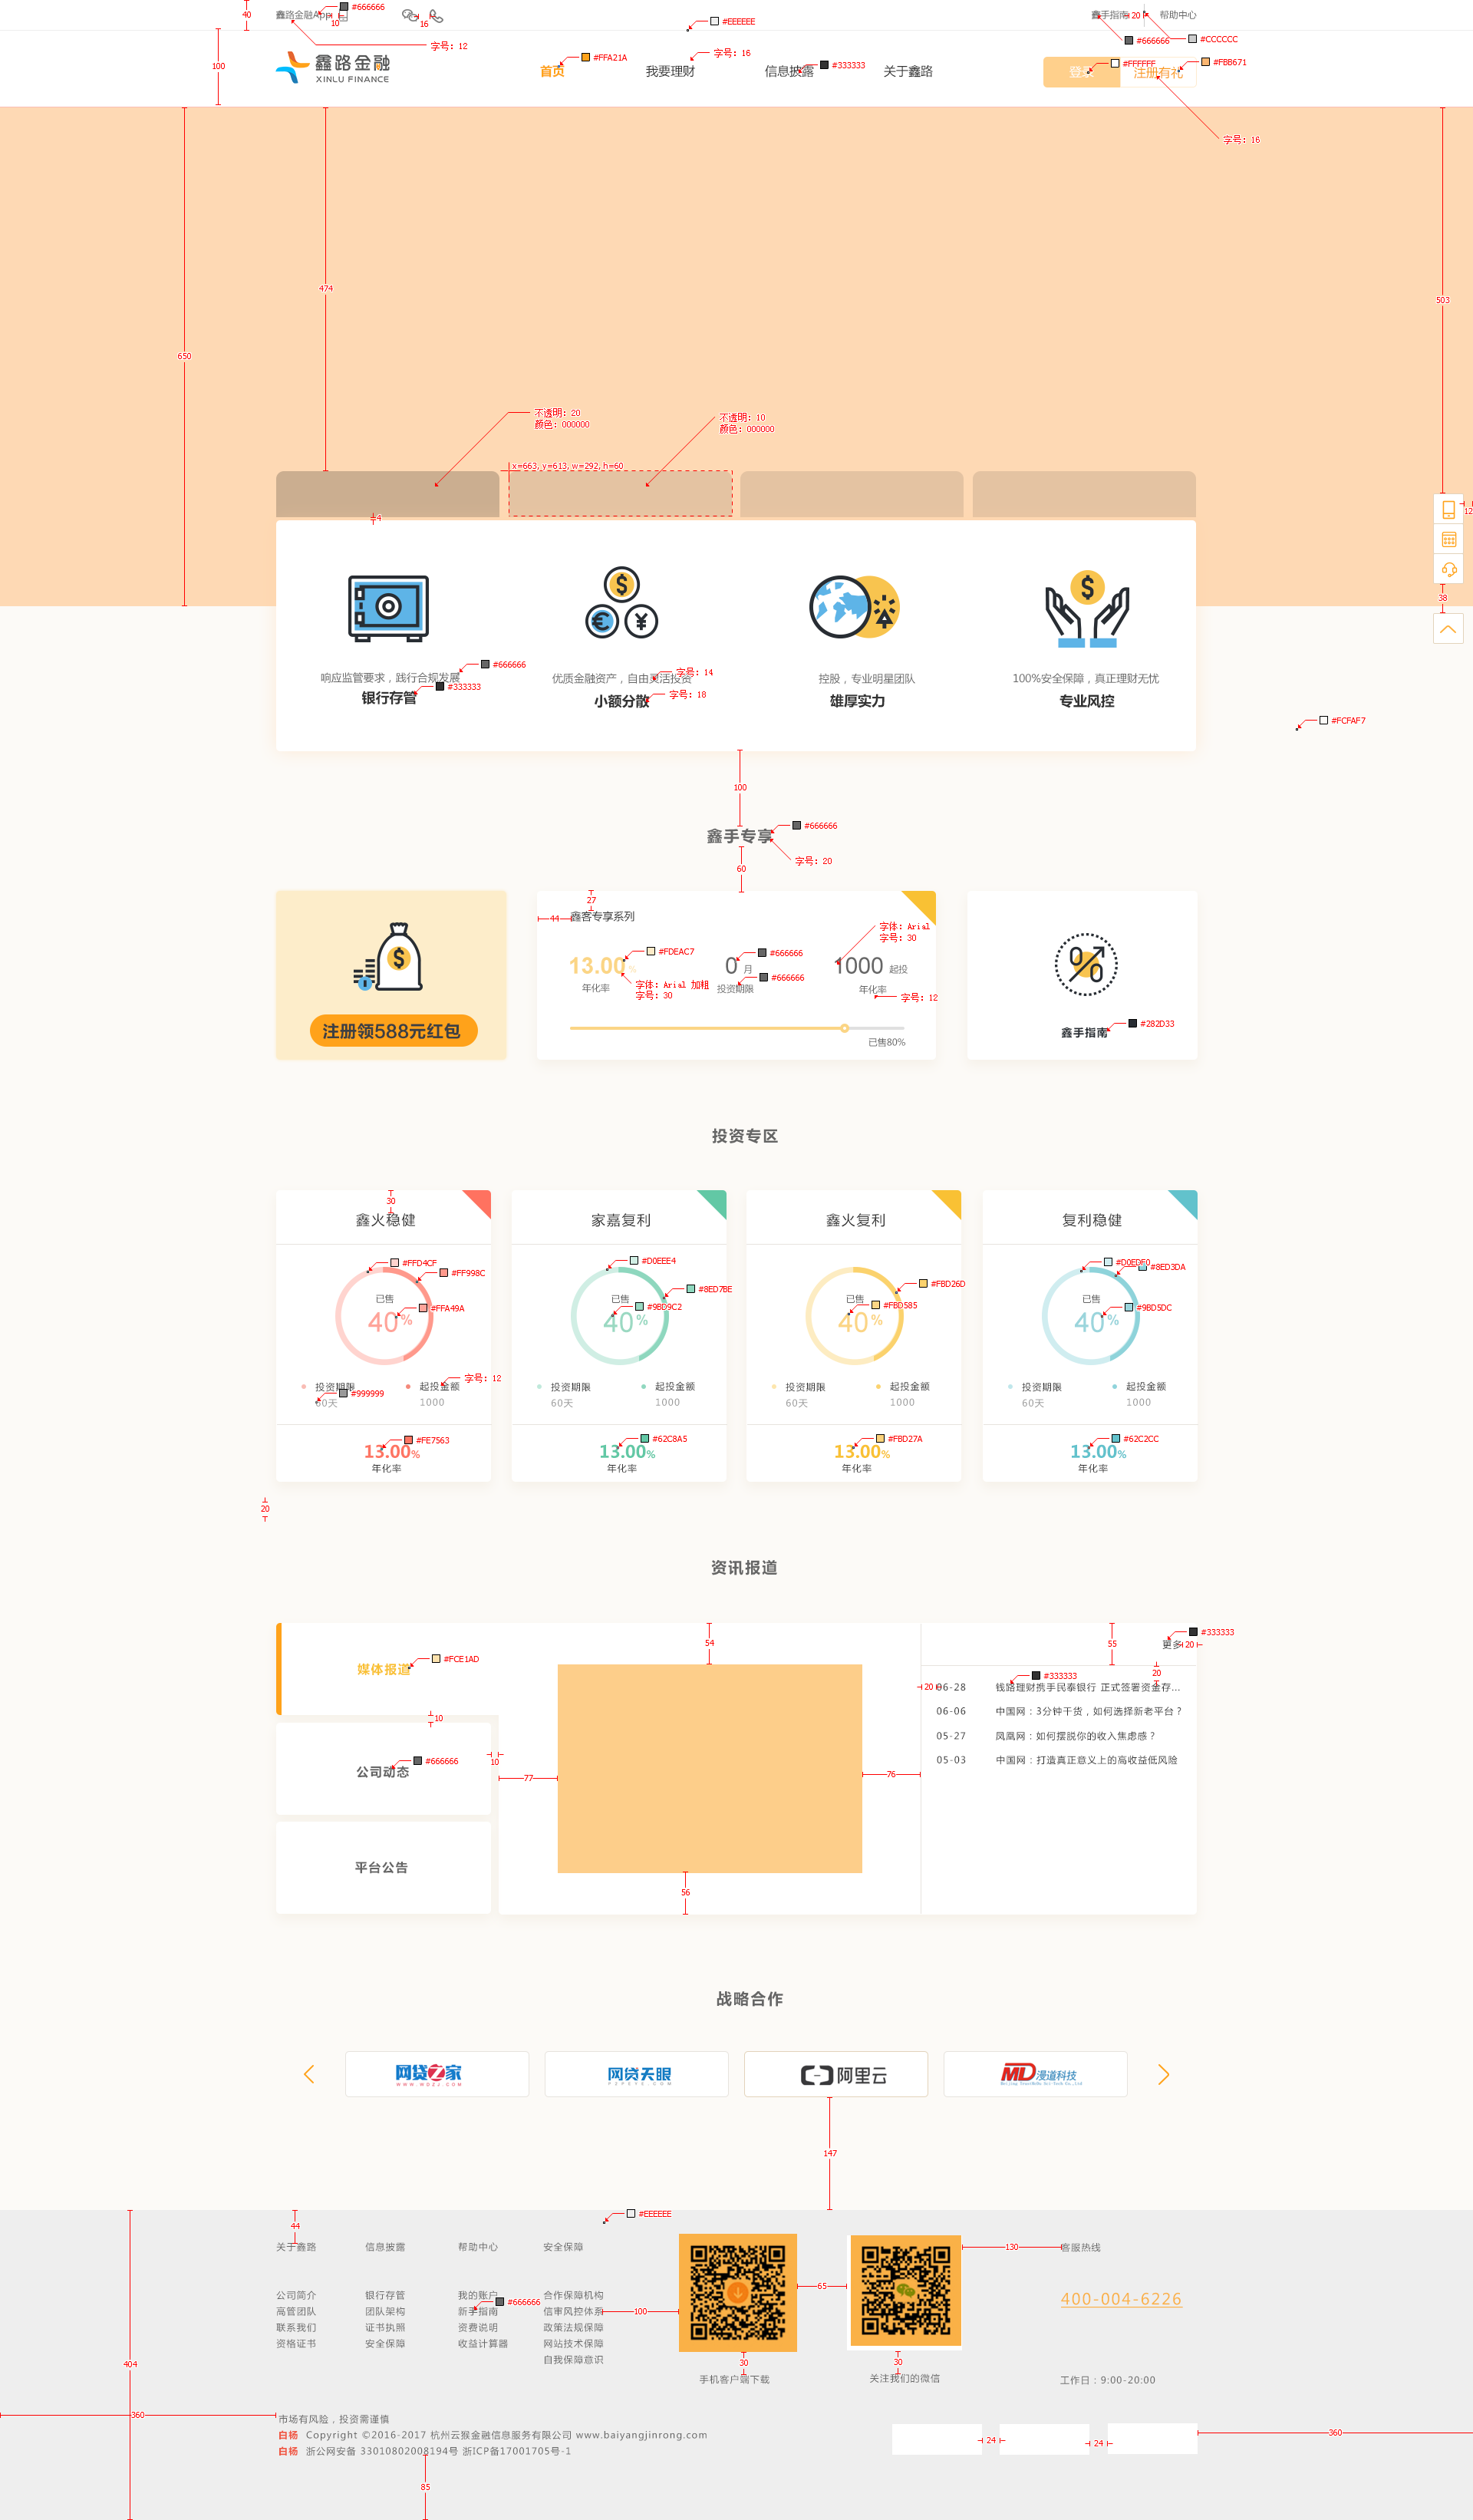 鑫路金融App
#666666
40
10
16
字号: 12
#EEEEEE
鑫手指南
20
帮助中心
#666666
#CCCCCC
100
鑫路金融
XINLU FINANCE
首页
#FFA21A
我要理财
字号: 16
信息披露
#333333
关于鑫路
登录
#FFFFFF
注册有礼
#FBB671
字号: 16
474
503
650
不透明: 20
颜色: 000000
不透明: 10
颜色: 000000
x=663, y=613, w=292, h=60
4
12
38
响应监管要求，践行合规发展
#666666
银行存管
#333333
优质金融资产，自由灵活投资
字号: 14
小额分散
字号: 18
控股，专业明星团队
雄厚实力
100%安全保障，真正理财无忧
专业风控
#FCFAF7
100
鑫手专享
#666666
字号: 20
60
注册领588元红包
27
44
鑫客专享系列
13.00%
#FDEAC7
年化率
字体: Arial 加粗
字号: 30
0 月
#666666
投资期限
#666666
字体: Arial
字号: 30
1000 起投
年化率
字号: 12
已售80%
鑫手指南
#282D33
投资专区
30
鑫火稳健
#FFD4CF
#FF998C
已售
40%
#FFA49A
字号: 12
投资期限
60天
#999999
起投金额
1000
13.00%
#FE7563
年化率
家嘉复利
#D0EEE4
#8ED7BE
已售
40%
#9BD9C2
投资期限
60天
起投金额
1000
13.00%
#62C8A5
年化率
鑫火复利
#FBD26D
已售
40%
#FBD585
投资期限
60天
起投金额
1000
13.00%
#FBD27A
年化率
复利稳健
#D0EDF0
#8ED3DA
已售
40%
#9BD5DC
投资期限
60天
起投金额
1000
13.00%
#62C2CC
年化率
20
资讯报道
媒体报道
#FCE1AD
10
公司动态
#666666
10
平台公告
54
77
76
56
55
更多
20
#333333
#333333
20
20
06-28 钱路理财携手民泰银行 正式签署资金存...
06-06 中国网：3分钟干货，如何选择新老平台？
05-27 凤凰网：如何摆脱你的收入焦虑感？
05-03 中国网：打造真正意义上的高收益低风险
战略合作
网贷之家
WWW.WDZJ.COM
网贷天眼
P2PEYE.COM
阿里云
MD漫道科技
147
#EEEEEE
44
关于鑫路
公司简介
高管团队
联系我们
资格证书
信息披露
银行存管
团队架构
证书执照
安全保障
帮助中心
我的账户
新手指南
#666666
资费说明
收益计算器
安全保障
合作保障机构
信审风控体系
政策法规保障
网站技术保障
自我保障意识
100
30
手机客户端下载
65
30
关注我们的微信
130
客服热线
400-004-6226
工作日：9:00-20:00
404
360
市场有风险，投资需谨慎
白杨 Copyright ©2016-2017 杭州云猴金融信息服务有限公司 www.baiyangjinrong.com
白杨 浙公网安备 33010802008194号 浙ICP备17001705号-1
85
24
24
360